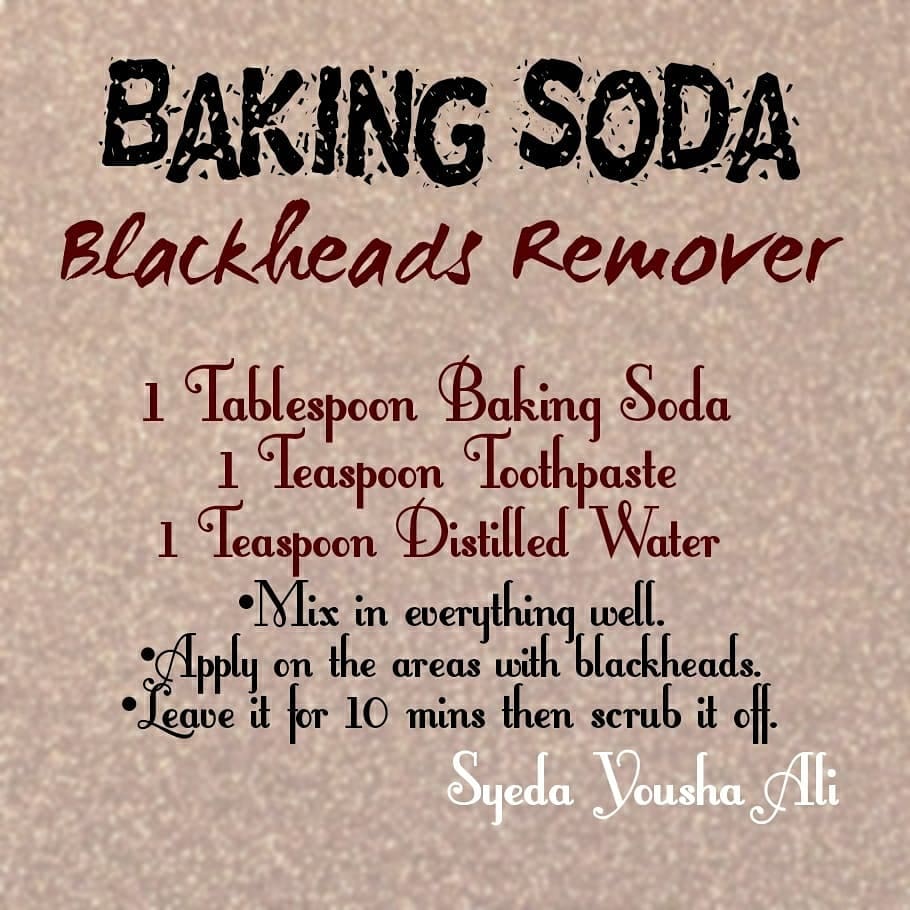 BAKING SODA
Blackheads Remover
1 Tablespoon Baking Soda
1 Teaspoon Toothpaste
1 Teaspoon Distilled Water
•Mix in everything well.
•Apply on the areas with blackheads.
•Leave it for 10 mins then scrub it off.
Syeda Yousha Ali